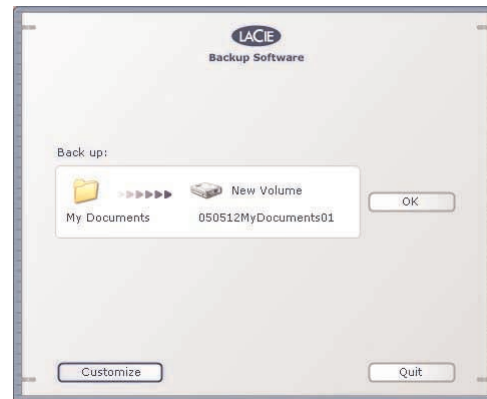 LACIE
Backup Software
Back up:
New Volume
My Documents
050512MyDocuments01
OK
Customize
Quit